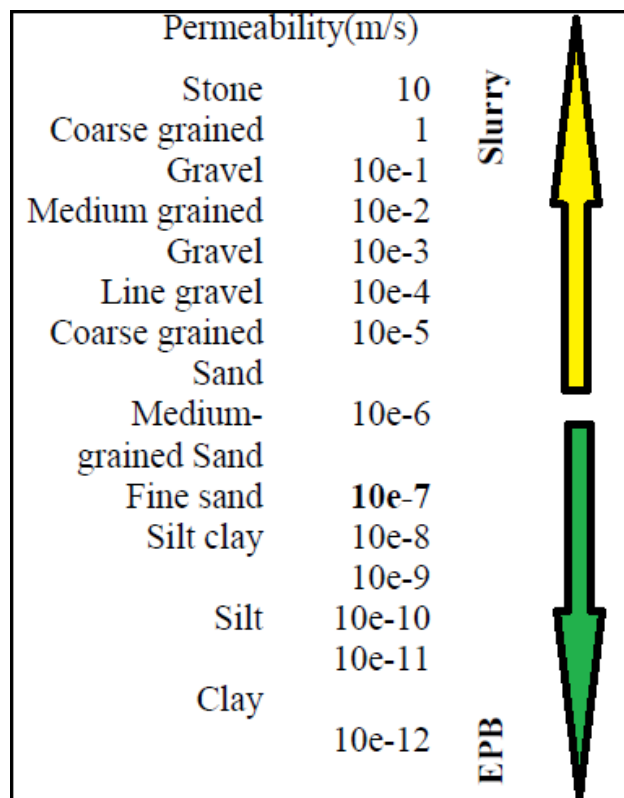 Permeability(m/s)
Stone 10
Coarse grained 1
Gravel 10e-1
Medium grained 10e-2
Gravel 10e-3
Line gravel 10e-4
Coarse grained 10e-5
Sand
Medium- 10e-6
grained Sand
Fine sand 10e-7
Silt clay 10e-8
10e-9
Silt 10e-10
10e-11
Clay
10e-12
Slurry
EPB